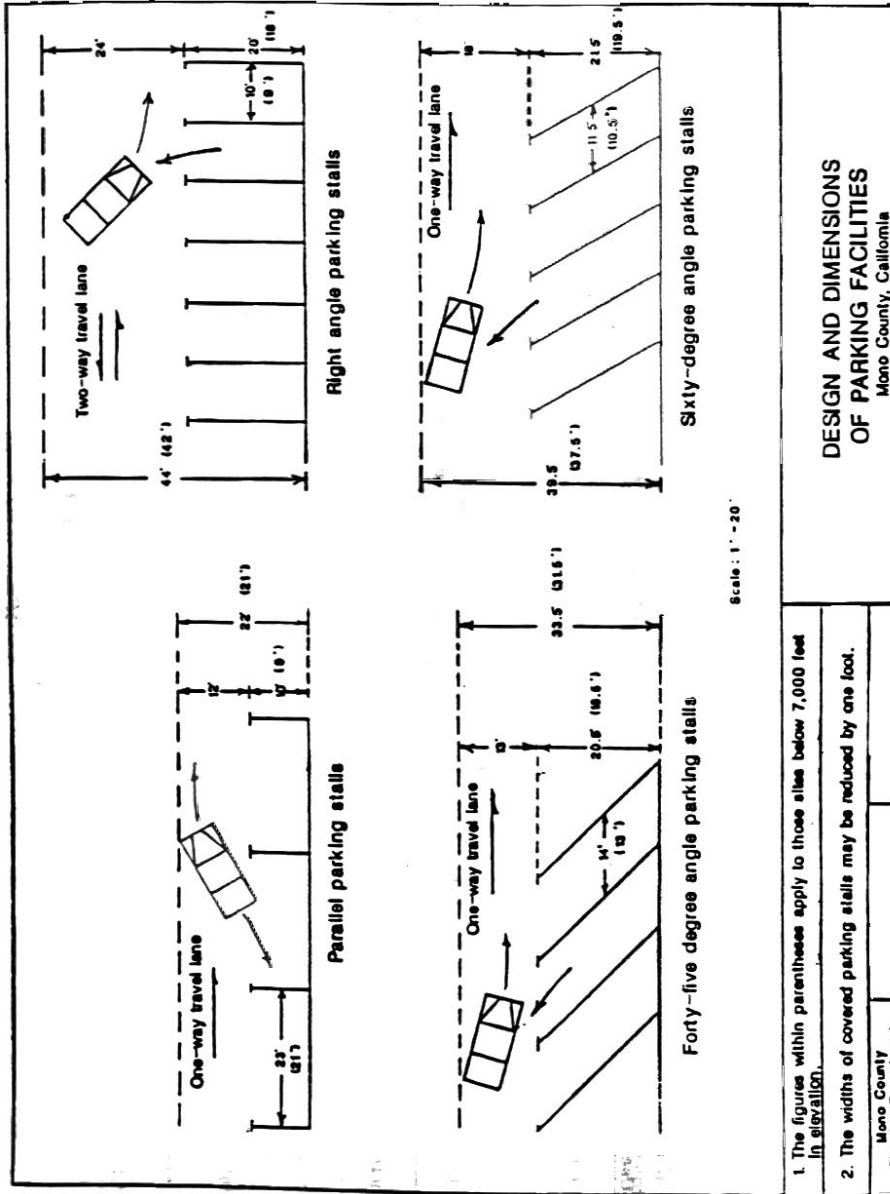 One-way travel lane
12'
10'
(9')
22'
(21')
23'
(21')
Parallel parking stalls
Two-way travel lane
24'
20'
(18')
10'
(9')
44' (42')
Right angle parking stalls
One-way travel lane
13'
20.5'
33.5' (31.5')
14'
(13')
Forty-five degree angle parking stalls
One-way travel lane
18'
21.5'
(19.5')
11.5'
(10.5')
39.5'
(37.5')
Sixty-degree angle parking stalls
Scale : 1" - 20'
1. The figures within parentheses apply to those sites below 7,000 feet
in elevation.
2. The widths of covered parking stalls may be reduced by one foot.
Mono County
DESIGN AND DIMENSIONS
OF PARKING FACILITIES
Mono County, California